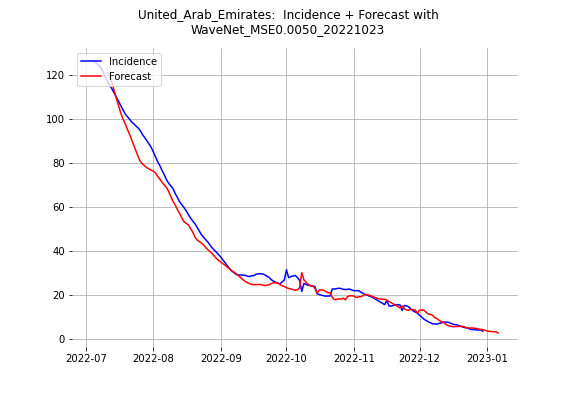 United_Arab_Emirates:  Incidence + Forecast with
WaveNet_MSE0.0050_20221023
Incidence
Forecast
120
100
80
60
40
20
0
2022-07 2022-08 2022-09 2022-10 2022-11 2022-12 2023-01